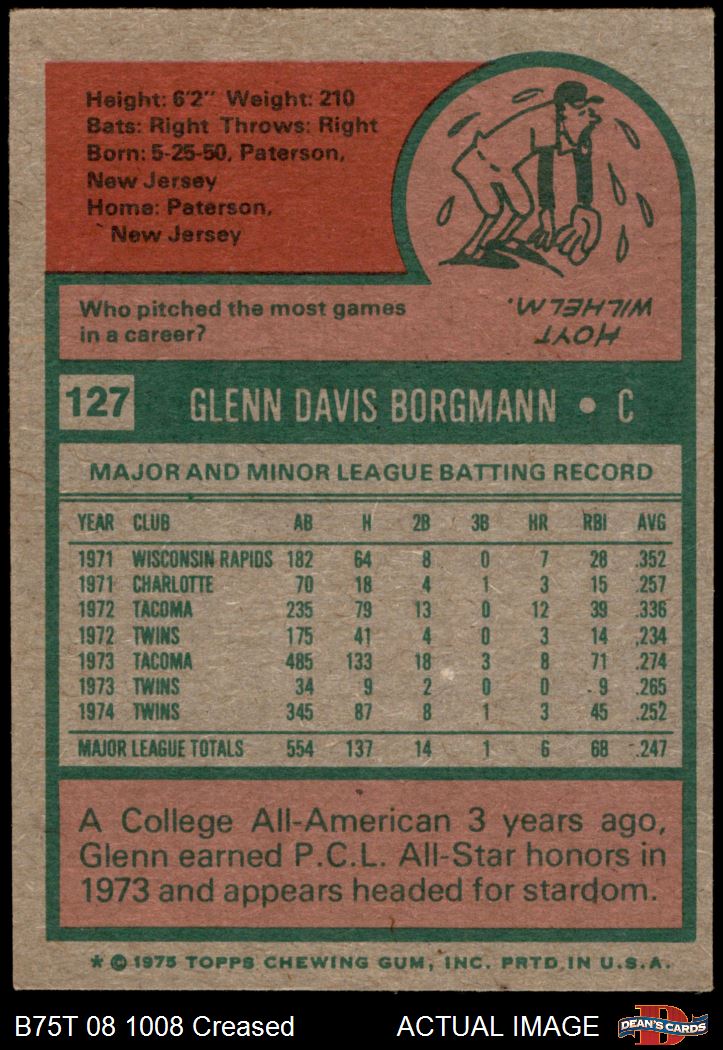 Height: 6'2" Weight: 210
Bats: Right Throws: Right
Born: 5-25-50, Paterson,
New Jersey
Home: Paterson,
New Jersey
Who pitched the most games
in a career?
HOYT
WILHELM.
127 GLENN DAVIS BORGMANN • C
MAJOR AND MINOR LEAGUE BATTING RECORD
YEAR CLUB AB H 2B 3B HR RBI AVG
1971 WISCONSIN RAPIDS 182 64 8 0 7 28 .352
1971 CHARLOTTE 70 18 4 1 3 15 .257
1972 TACOMA 235 79 13 0 12 39 .336
1972 TWINS 175 41 4 0 3 14 .234
1973 TACOMA 485 133 18 3 8 71 .274
1973 TWINS 34 9 2 0 0 9 .265
1974 TWINS 345 87 8 1 3 45 .252
MAJOR LEAGUE TOTALS 554 137 14 1 6 68 .247
A College All-American 3 years ago,
Glenn earned P.C.L. All-Star honors in
1973 and appears headed for stardom.
* © 1975 TOPPS CHEWING GUM, INC. PRTD. IN U.S.A.
B75T 08 1008 Creased ACTUAL IMAGE DEAN'S CARDS